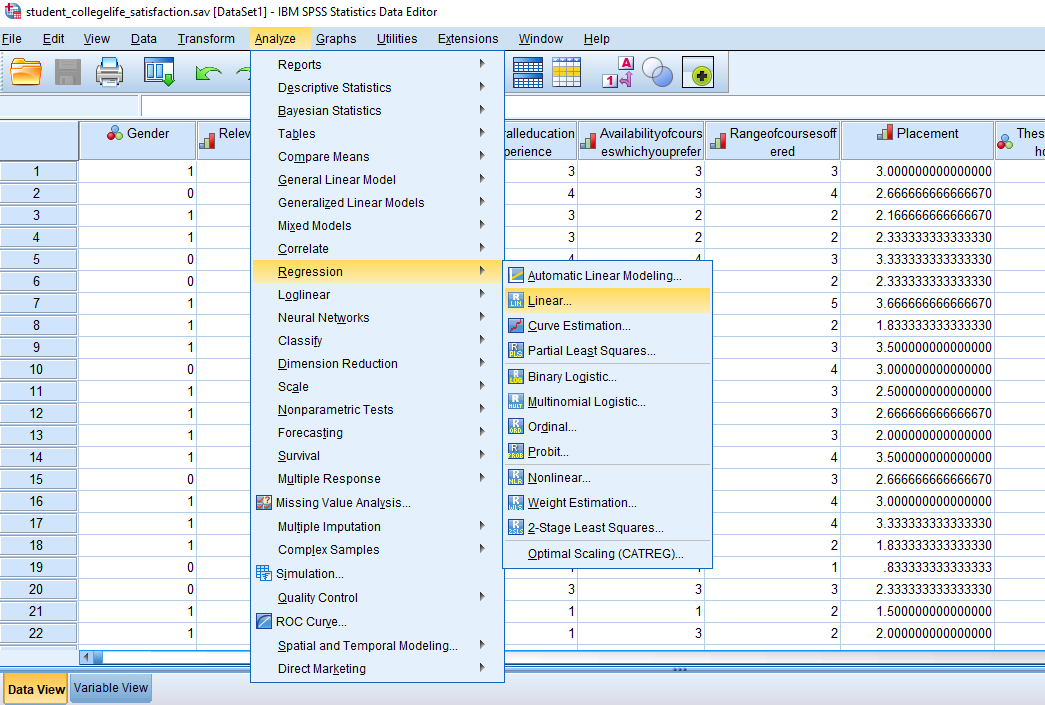 student_collegelife_satisfaction.sav [DataSet1] - IBM SPSS Statistics Data Editor
File Edit View Data Transform Analyze Graphs Utilities Extensions Window Help
Reports
Descriptive Statistics
Bayesian Statistics
Tables
Compare Means
General Linear Model
Generalized Linear Models
Mixed Models
Correlate
Regression
Loglinear
Neural Networks
Classify
Dimension Reduction
Scale
Nonparametric Tests
Forecasting
Survival
Multiple Response
Missing Value Analysis...
Multiple Imputation
Complex Samples
Simulation...
Quality Control
ROC Curve...
Spatial and Temporal Modeling...
Direct Marketing
Automatic Linear Modeling...
Linear...
Curve Estimation...
Partial Least Squares...
Binary Logistic...
Multinomial Logistic...
Ordinal...
Probit...
Nonlinear...
Weight Estimation...
2-Stage Least Squares...
Optimal Scaling (CATREG)...
Gender Relev alleducation Availabilityofcours Rangeofcoursesoff Placement Thes
perience eswhichyouprefer ered ho
1 1 3 3 3 3.000000000000000
2 0 4 3 4 2.666666666666670
3 1 3 2 2 2.166666666666670
4 1 3 2 2 2.333333333333330
5 0 4 4 3 3.333333333333330
6 0 2 2.333333333333330
7 1 5 3.666666666666670
8 1 2 1.833333333333330
9 1 3 3.500000000000000
10 0 4 3.000000000000000
11 1 3 2.500000000000000
12 1 3 2.666666666666670
13 1 3 2.000000000000000
14 1 4 3.500000000000000
15 0 3 2.666666666666670
16 1 4 3.000000000000000
17 1 4 3.333333333333330
18 1 2 1.833333333333330
19 0 1 .833333333333333
20 0 3 3 3 2.333333333333330
21 1 1 1 2 1.500000000000000
22 1 1 3 2 2.000000000000000
Data View Variable View